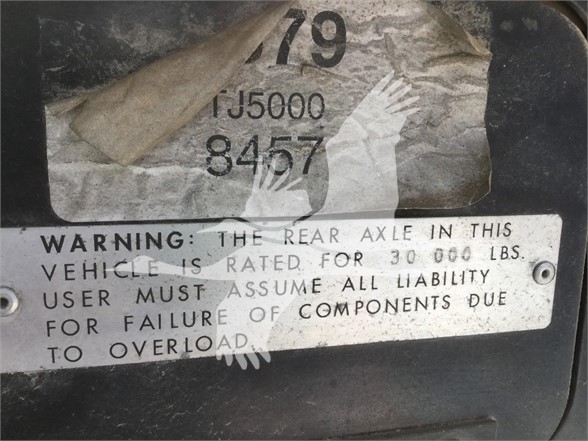 79
TJ5000
8457
WARNING: THE REAR AXLE IN THIS
VEHICLE IS RATED FOR 30 000 LBS.
USER MUST ASSUME ALL LIABILITY
FOR FAILURE OF COMPONENTS DUE
TO OVERLOAD.